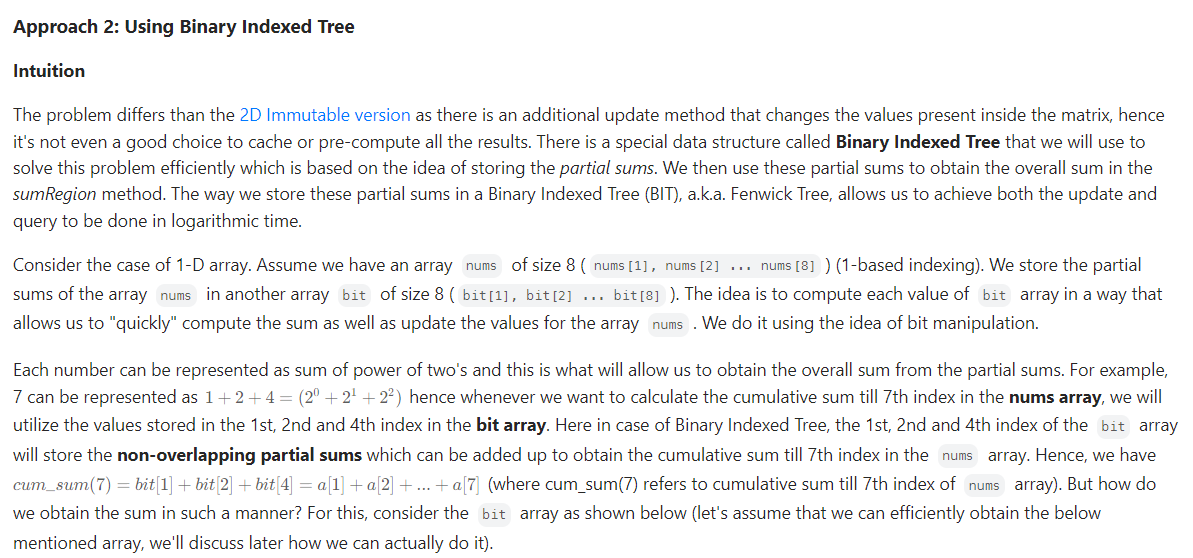 Approach 2: Using Binary Indexed Tree
Intuition
The problem differs than the 2D Immutable version as there is an additional update method that changes the values present inside the matrix, hence
it's not even a good choice to cache or pre-compute all the results. There is a special data structure called Binary Indexed Tree that we will use to
solve this problem efficiently which is based on the idea of storing the partial sums. We then use these partial sums to obtain the overall sum in the
sumRegion method. The way we store these partial sums in a Binary Indexed Tree (BIT), a.k.a. Fenwick Tree, allows us to achieve both the update and
query to be done in logarithmic time.
Consider the case of 1-D array. Assume we have an array nums of size 8 ( nums[1], nums[2] ... nums[8] ) (1-based indexing). We store the partial
sums of the array nums in another array bit of size 8 ( bit[1], bit[2] ... bit[8] ). The idea is to compute each value of bit array in a way that
allows us to "quickly" compute the sum as well as update the values for the array nums . We do it using the idea of bit manipulation.
Each number can be represented as sum of power of two's and this is what will allow us to obtain the overall sum from the partial sums. For example,
7 can be represented as 1 + 2 + 4 = (2⁰ + 2¹ + 2²) hence whenever we want to calculate the cumulative sum till 7th index in the nums array, we will
utilize the values stored in the 1st, 2nd and 4th index in the bit array. Here in case of Binary Indexed Tree, the 1st, 2nd and 4th index of the bit array
will store the non-overlapping partial sums which can be added up to obtain the cumulative sum till 7th index in the nums array. Hence, we have
cum_sum(7) = bit[1] + bit[2] + bit[4] = a[1] + a[2] + ... + a[7] (where cum_sum(7) refers to cumulative sum till 7th index of nums array). But how do
we obtain the sum in such a manner? For this, consider the bit array as shown below (let's assume that we can efficiently obtain the below
mentioned array, we'll discuss later how we can actually do it).